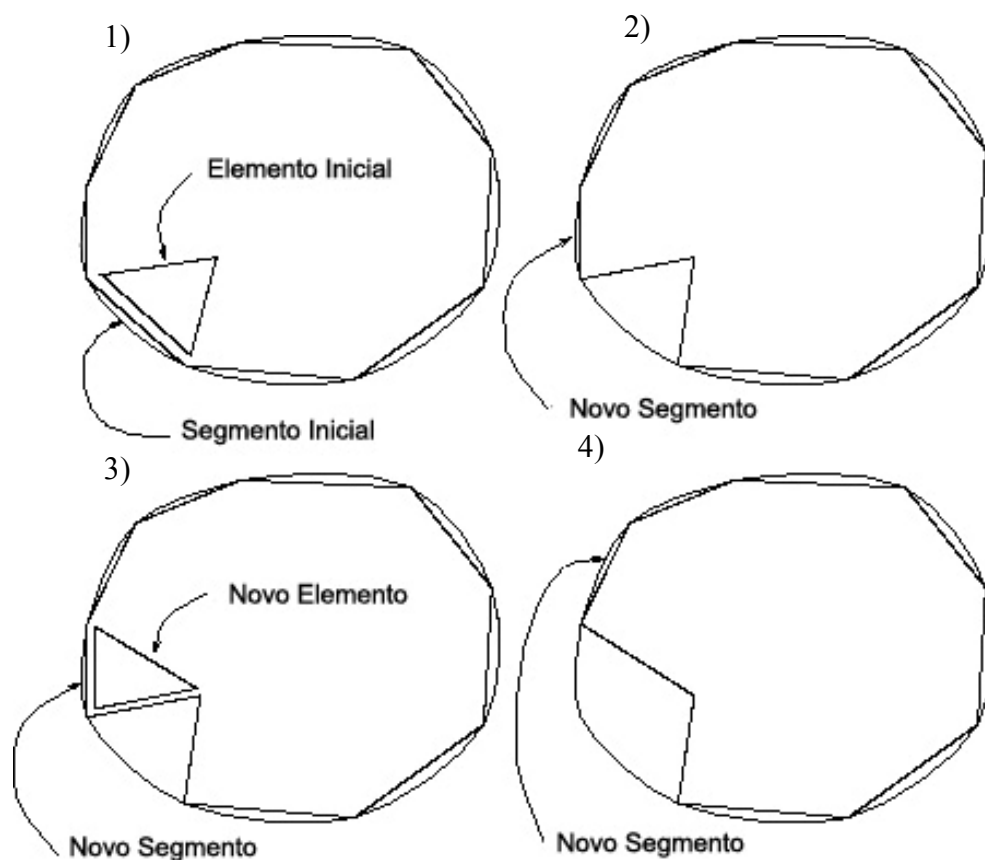 1)
Elemento Inicial
Segmento Inicial
2)
Novo Segmento
3)
Novo Elemento
Novo Segmento
4)
Novo Segmento